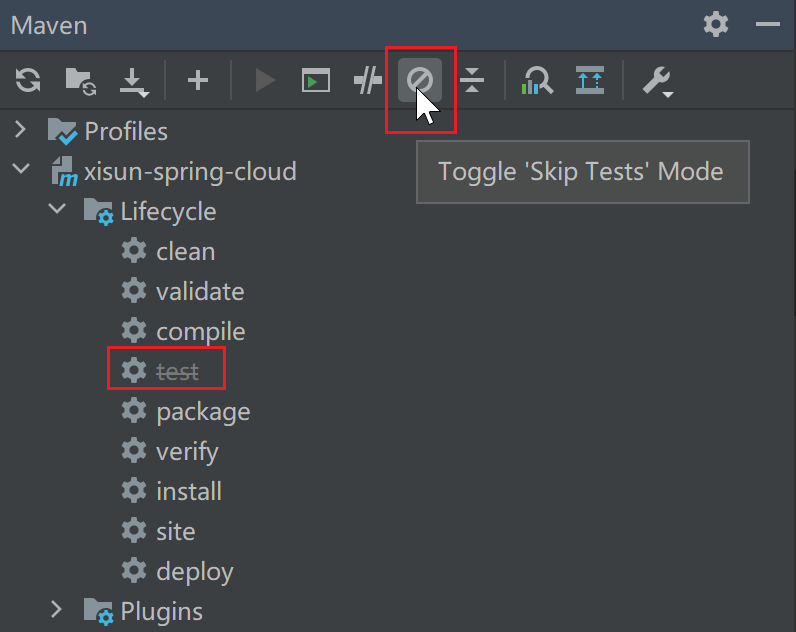 Maven
Profiles
xisun-spring-cloud
Toggle 'Skip Tests' Mode
Lifecycle
clean
validate
compile
test
package
verify
install
site
deploy
Plugins